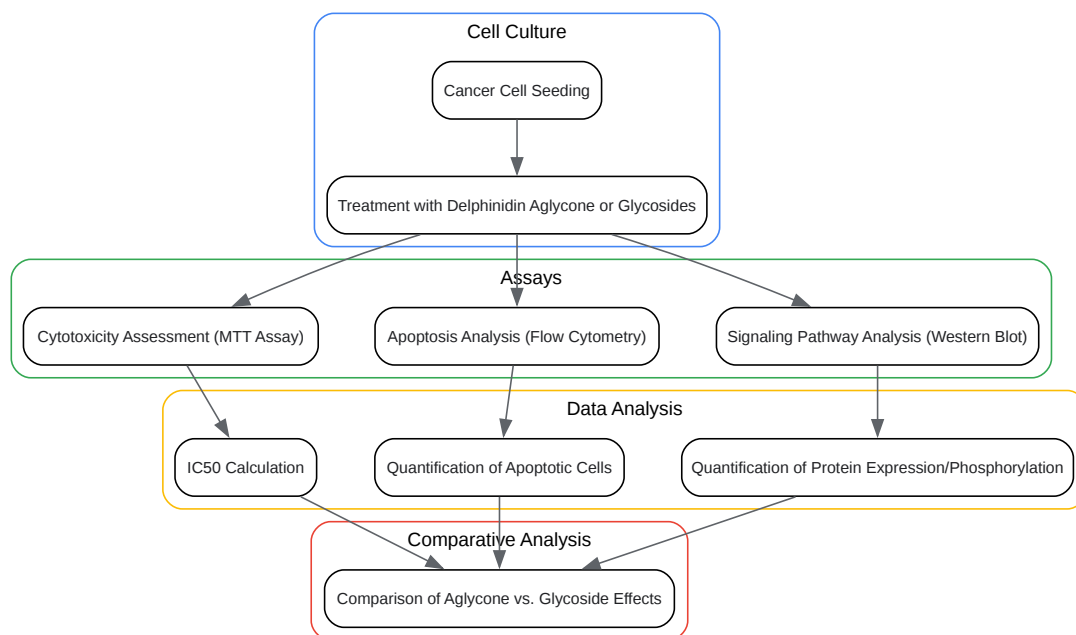 Cell Culture
Cancer Cell Seeding
Treatment with Delphinidin Aglycone or Glycosides
Assays
Cytotoxicity Assessment (MTT Assay)
Apoptosis Analysis (Flow Cytometry)
Signaling Pathway Analysis (Western Blot)
Data Analysis
IC50 Calculation
Quantification of Apoptotic Cells
Quantification of Protein Expression/Phosphorylation
Comparative Analysis
Comparison of Aglycone vs. Glycoside Effects